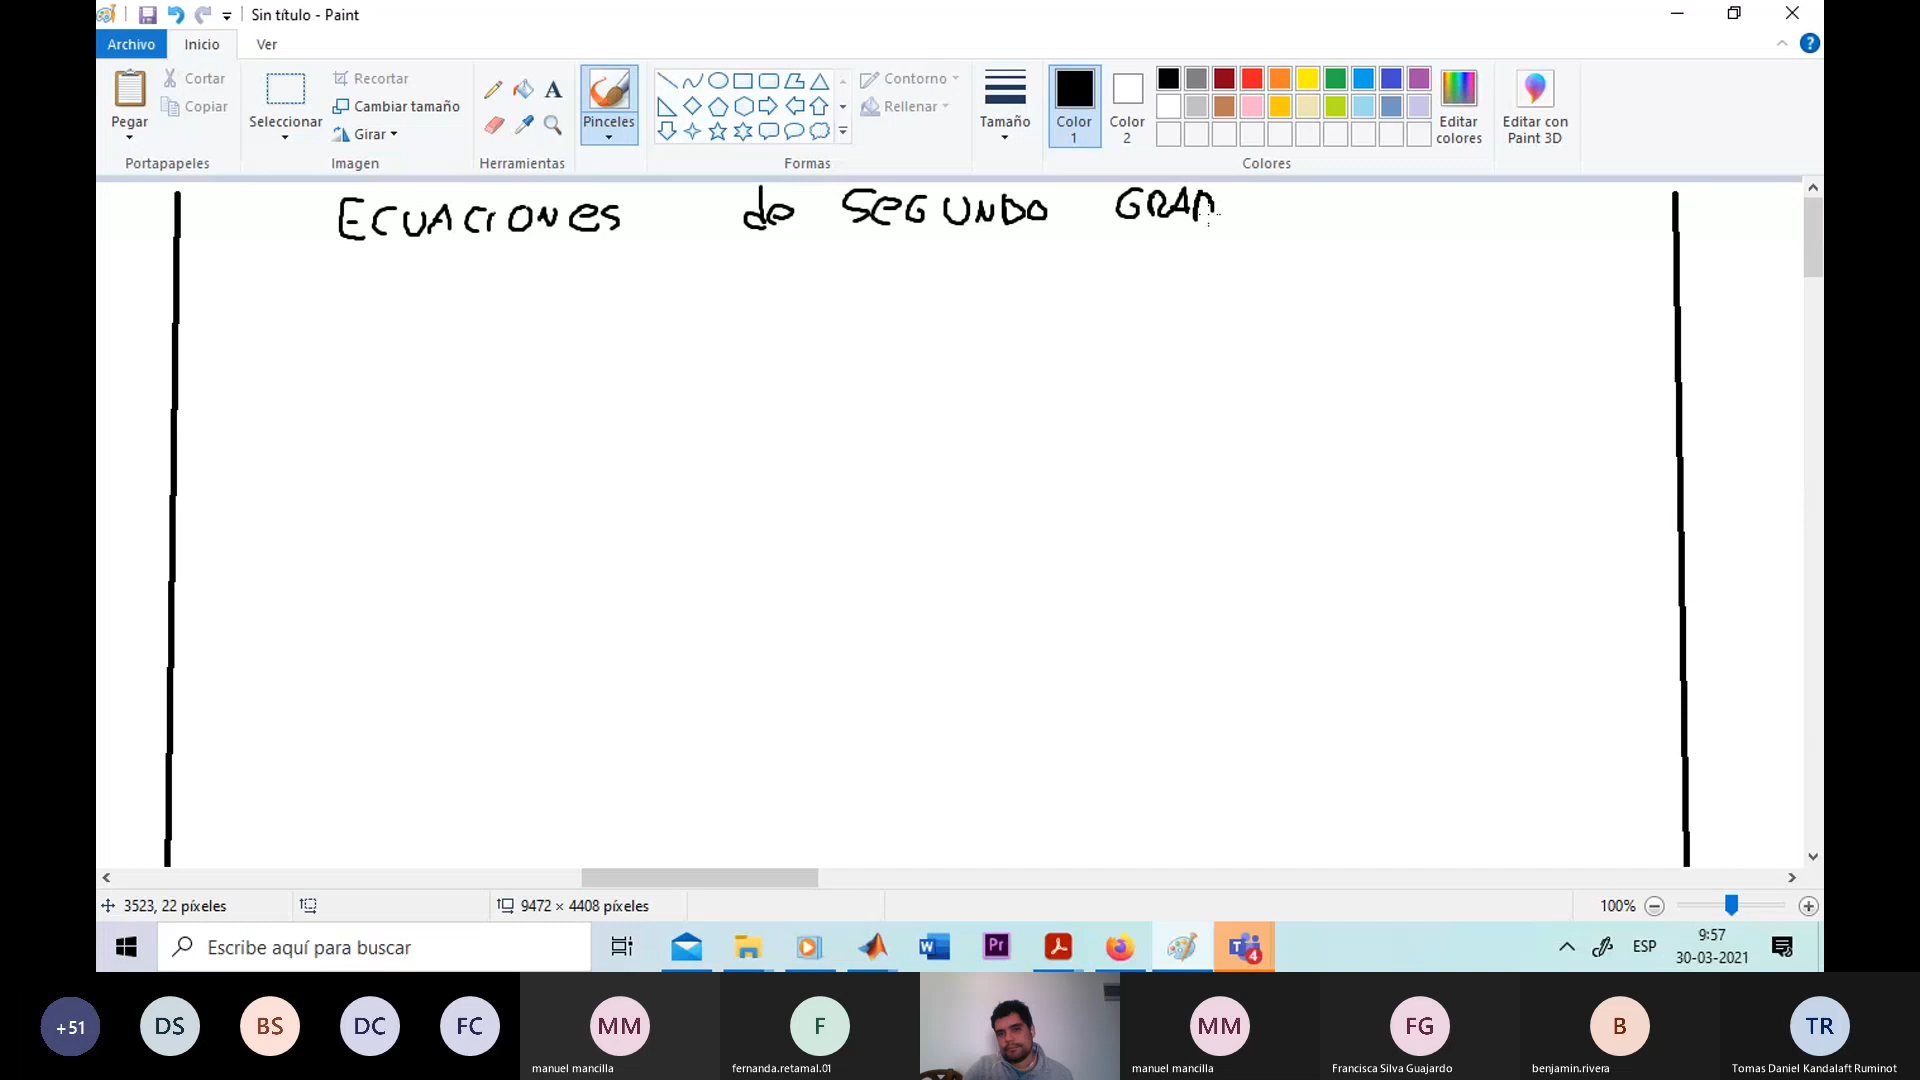 Sin título - Paint
Archivo Inicio Ver
Pegar
Cortar
Copiar
Portapapeles
Seleccionar
Recortar
Cambiar tamaño
Girar
Imagen
A
Herramientas
Pinceles
Contorno
Rellenar
Formas
Tamaño
Color 1
Color 2
Editar colores
Colores
Editar con Paint 3D
ECUACIONES de SEGUNDO GRAD
3523, 22 píxeles
9472 × 4408 píxeles
100%
Escribe aquí para buscar
Pr
4
ESP
9:57
30-03-2021
+51 DS BS DC FC MM F MM FG B TR
manuel mancilla fernanda.retamal.01 manuel mancilla Francisca Silva Guajardo benjamin.rivera Tomas Daniel Kandalaft Ruminot